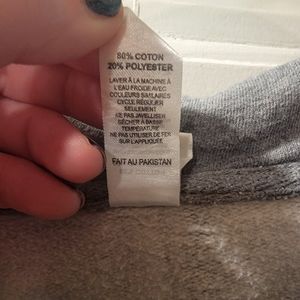 80% COTON
20% POLYESTER
LAVER À LA MACHINE À
L'EAU FROIDE AVEC
COULEURS SIMILAIRES
CYCLE RÉGULIER
SEULEMENT
NE PAS JAVELLISER
SÉCHER À BASSE
TEMPÉRATURE
NE PAS UTILISER DE FER
SUR L'APPLIQUÉ.
FAIT AU PAKISTAN